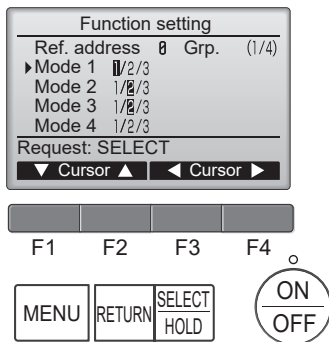 Function setting
Ref. address 0 Grp. (1/4)
Mode 1 1/2/3
Mode 2 1/2/3
Mode 3 1/2/3
Mode 4 1/2/3
Request: SELECT
▼ Cursor ▲ ◀ Cursor ▶
F1 F2 F3 F4
MENU RETURN SELECT
HOLD
ON
OFF